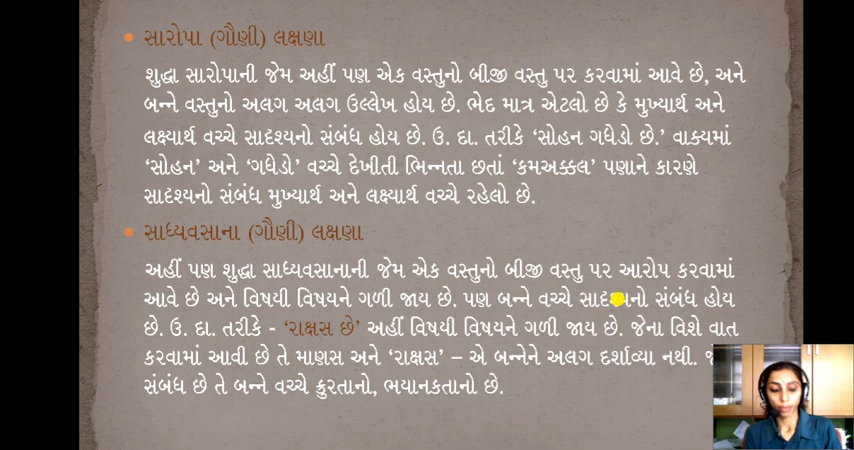 સારોપા (ગૌણી) લક્ષણા
શુદ્ધા સારોપાની જેમ અહીં પણ એક વસ્તુનો બીજી વસ્તુ પર કરવામાં આવે છે, અને
બન્ને વસ્તુનો અલગ અલગ ઉલ્લેખ હોય છે. ભેદ માત્ર એટલો છે કે મુખ્યાર્થ અને
લક્ષ્યાર્થ વચ્ચે સાદૃશ્યનો સંબંધ હોય છે. ઉ. દા. તરીકે ‘સોહન ગધેડો છે.’ વાક્યમાં
‘સોહન’ અને ‘ગધેડો’ વચ્ચે દેખીતી ભિન્નતા છતાં ‘કમઅક્કલ’ પણાને કારણે
સાદૃશ્યનો સંબંધ મુખ્યાર્થ અને લક્ષ્યાર્થ વચ્ચે રહેલો છે.
સાધ્યવસાના (ગૌણી) લક્ષણા
અહીં પણ શુદ્ધા સાધ્યવસાનાની જેમ એક વસ્તુનો બીજી વસ્તુ પર આરોપ કરવામાં
આવે છે અને વિષયી વિષયને ગળી જાય છે. પણ બન્ને વચ્ચે સંબંધ હોય
છે. ઉ. દા. તરીકે - ‘રાક્ષસ છે’ અહીં વિષયી વિષયને ગળી જાય છે. જેના વિશે વાત
કરવામાં આવી છે તે માણસ અને ‘રાક્ષસ’ – એ બન્નેને અલગ દર્શાવ્યા નથી.
સંબંધ છે તે બન્ને વચ્ચે ક્રુરતાનો, ભયાનકતાનો છે.